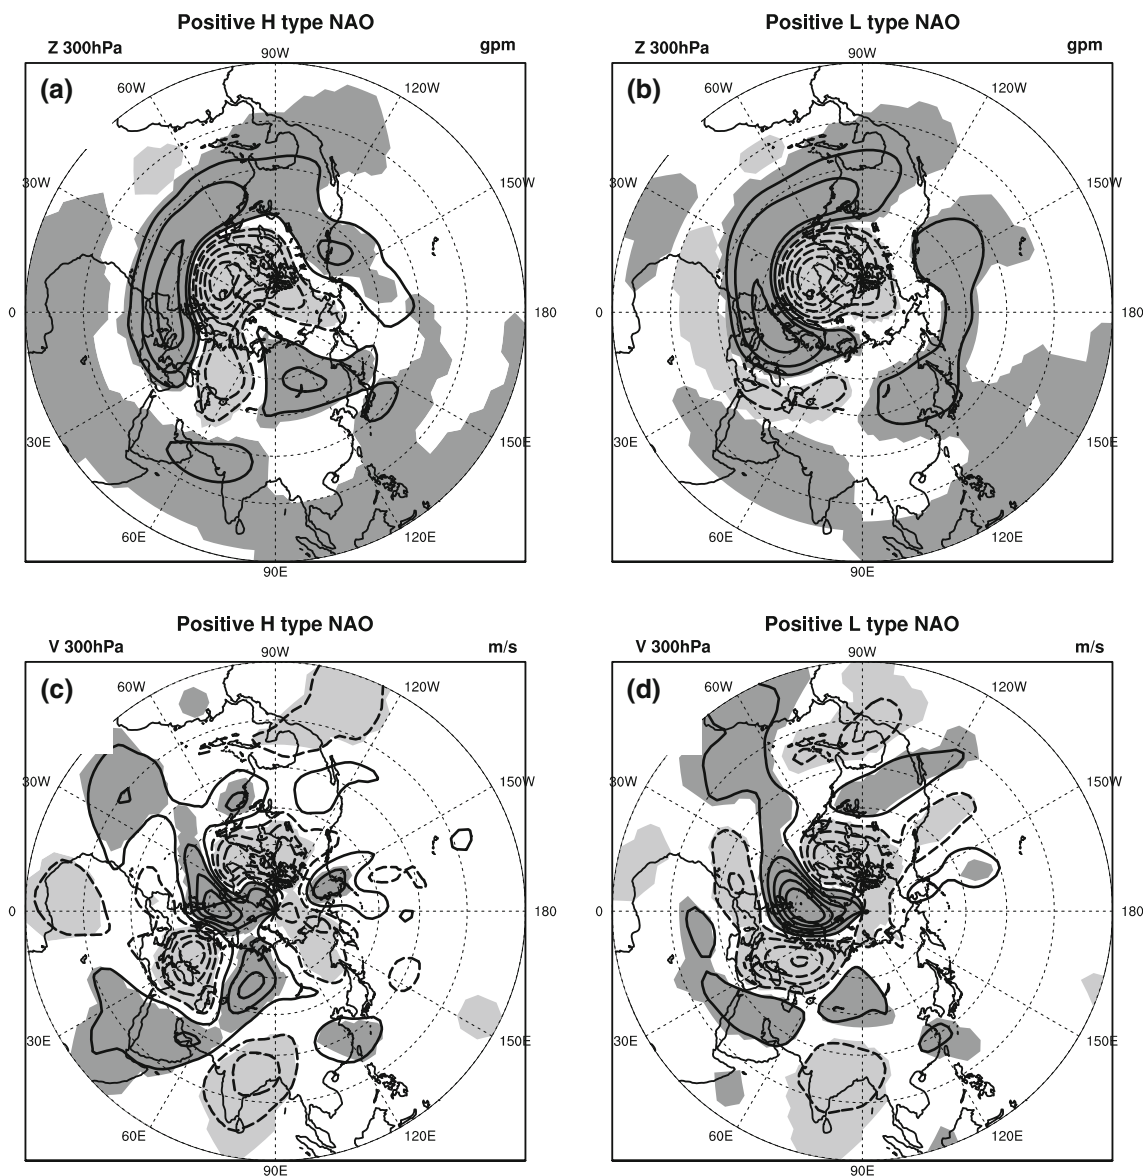 Positive H type NAO
Positive L type NAO
Z 300hPa
90W
gpm
Z 300hPa
90W
gpm
(a)
60W
120W
(b)
60W
120W
30W
150W
30W
150W
0
180
0
180
30E
150E
30E
150E
60E
120E
60E
120E
90E
90E
Positive H type NAO
Positive L type NAO
V 300hPa
90W
m/s
V 300hPa
90W
m/s
(c)
60W
120W
(d)
60W
120W
30W
150W
30W
150W
0
180
0
180
30E
150E
30E
150E
60E
120E
60E
120E
90E
90E